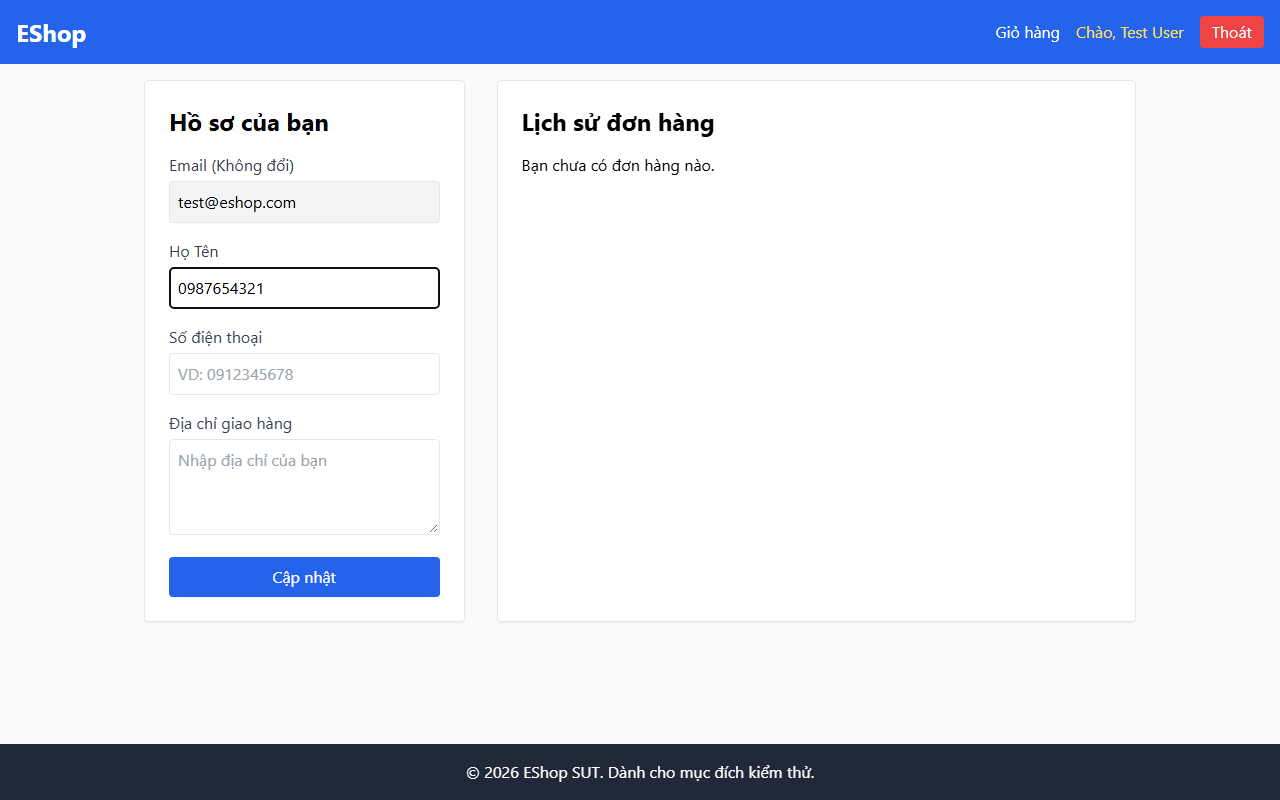 EShop
Giỏ hàng
Chào, Test User
Thoát
Hồ sơ của bạn
Email (Không đổi)
test@eshop.com
Họ Tên
0987654321
Số điện thoại
VD: 0912345678
Địa chỉ giao hàng
Nhập địa chỉ của bạn
Cập nhật
Lịch sử đơn hàng
Bạn chưa có đơn hàng nào.
© 2026 EShop SUT. Dành cho mục đích kiểm thử.